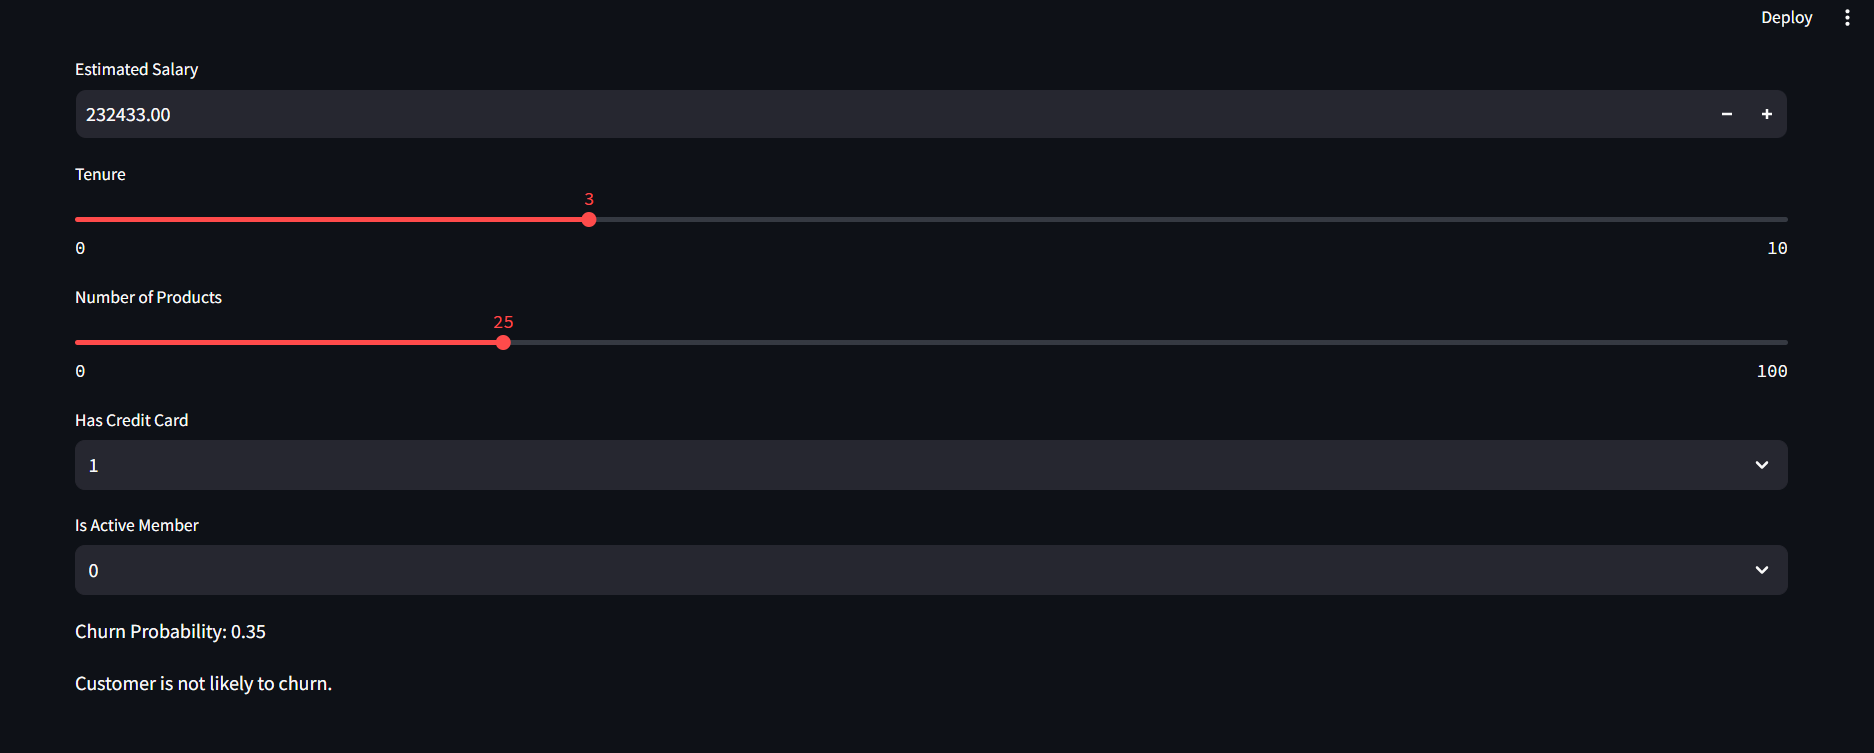 Deploy
Estimated Salary
232433.00
Tenure
3
0 10
Number of Products
25
0 100
Has Credit Card
1
Is Active Member
0
Churn Probability: 0.35
Customer is not likely to churn.